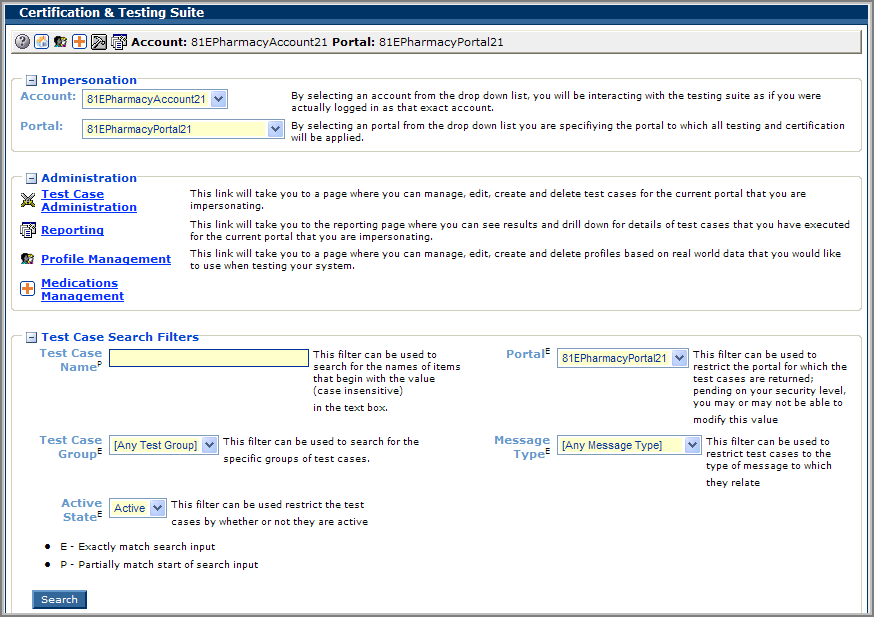 Certification & Testing Suite
Account: 81EPharmacyAccount21 Portal: 81EPharmacyPortal21
Impersonation
Account:
81EPharmacyAccount21
By selecting an account from the drop down list, you will be interacting with the testing suite as if you were
actually logged in as that exact account.
Portal:
81EPharmacyPortal21
By selecting an portal from the drop down list you are specifiying the portal to which all testing and certification
will be applied.
Administration
Test Case
Administration
This link will take you to a page where you can manage, edit, create and delete test cases for the current portal that you are
impersonating.
Reporting
This link will take you to the reporting page where you can see results and drill down for details of test cases that you have executed
for the current portal that you are impersonating.
Profile Management
This link will take you to a page where you can manage, edit, create and delete profiles based on real world data that you would like
to use when testing your system.
Medications
Management
Test Case Search Filters
Test Case
NameP
This filter can be used to
search for the names of items
that begin with the value
(case insensitive)
in the text box.
PortalE
81EPharmacyPortal21
This filter can be used to
restrict the portal for which the
test cases are returned;
pending on your security level,
you may or may not be able to
modify this value
Test Case
GroupE
[Any Test Group]
This filter can be used to search for the
specific groups of test cases.
Message
TypeE
[Any Message Type]
This filter can be used to
restrict test cases to the
type of message to which
they relate
Active
StateE
Active
This filter can be used restrict the test
cases by whether or not they are active
• E - Exactly match search input
• P - Partially match start of search input
Search